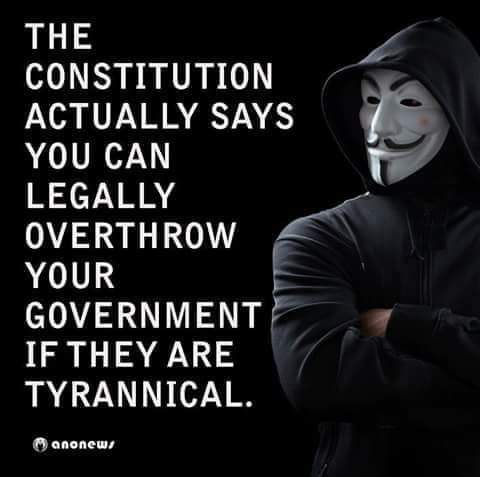 THE
CONSTITUTION
ACTUALLY SAYS
YOU CAN
LEGALLY
OVERTHROW
YOUR
GOVERNMENT
IF THEY ARE
TYRANNICAL.
anonews